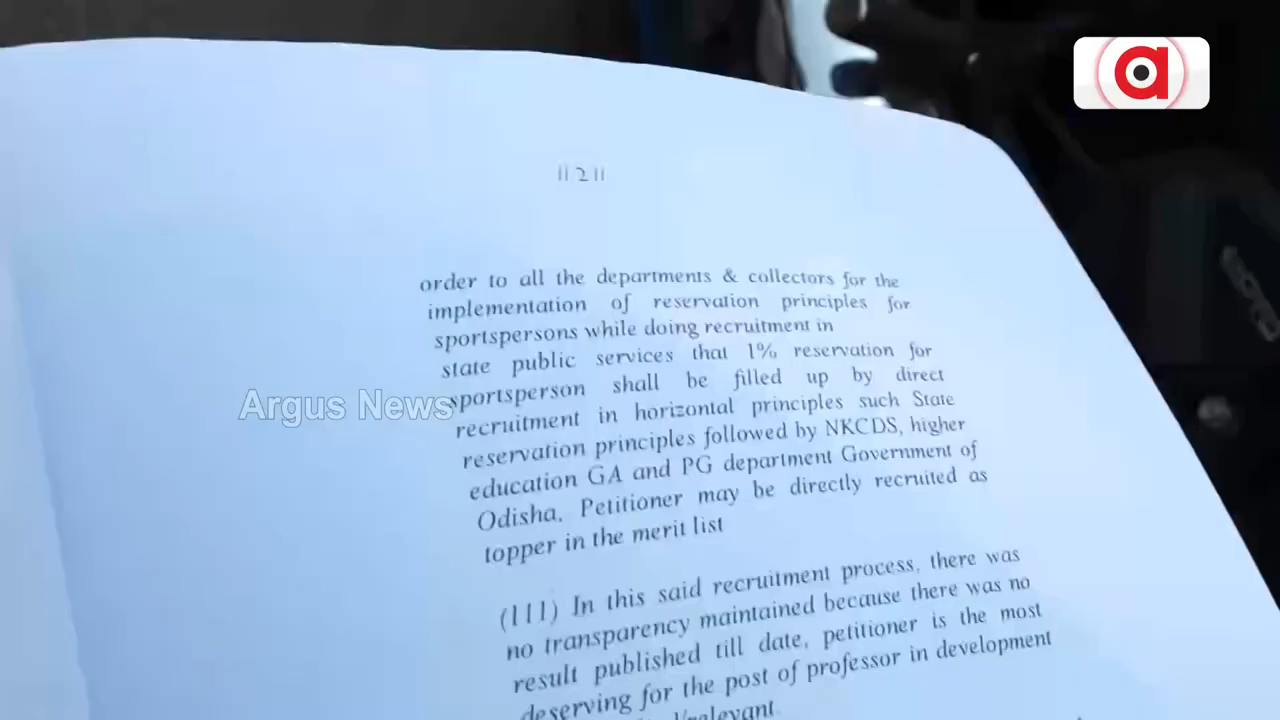 a
|| 2 ||
order to all the departments & collectors for the
implementation of reservation principles for
sportspersons while doing recruitment in
state public services that 1% reservation for
sportsperson shall be filled up by direct
Argus News
recruitment in horizontal principles such State
reservation principles followed by NKCDS, higher
education GA and PG department Government of
Odisha, Petitioner may be directly recruited as
topper in the merit list
(111) In this said recruitment process, there was
no transparency maintained because there was no
result published till date, petitioner is the most
deserving for the post of professor in development